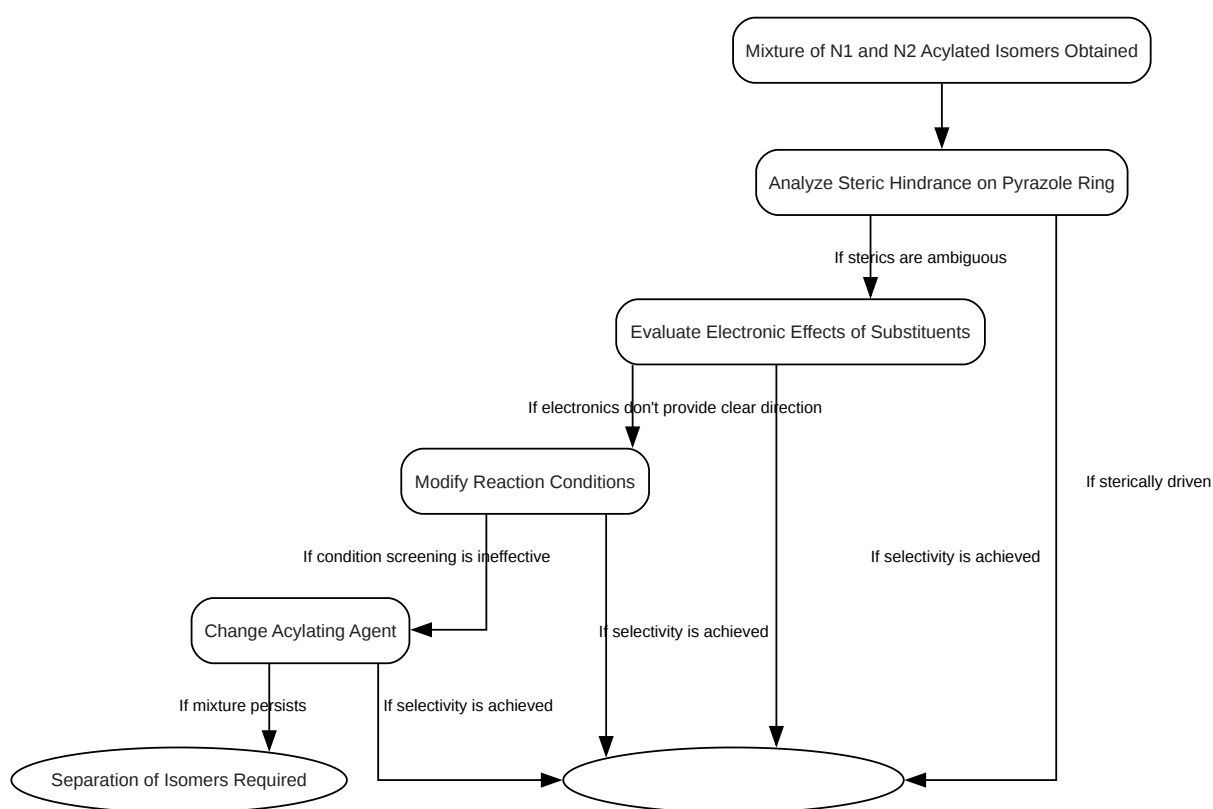 Mixture of N1 and N2 Acylated Isomers Obtained
Analyze Steric Hindrance on Pyrazole Ring
If sterics are ambiguous
Evaluate Electronic Effects of Substituents
If electronics don't provide clear direction
Modify Reaction Conditions
If sterically driven
If condition screening is ineffective
If selectivity is achieved
Change Acylating Agent
If selectivity is achieved
If mixture persists
If selectivity is achieved
Separation of Isomers Required